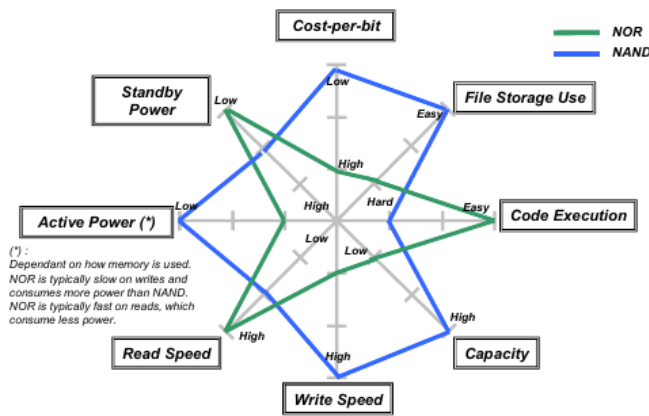 Cost-per-bit
NOR
NAND
Standby
Power
Low
Low
File Storage Use
Easy
High
Low
High
Hard
Easy
Active Power (*)
Code Execution
(*) :
Dependant on how memory is used.
NOR is typically slow on writes and
consumes more power than NAND.
NOR is typically fast on reads, which
consume less power.
Low
Low
High
High
High
Read Speed
Capacity
Write Speed